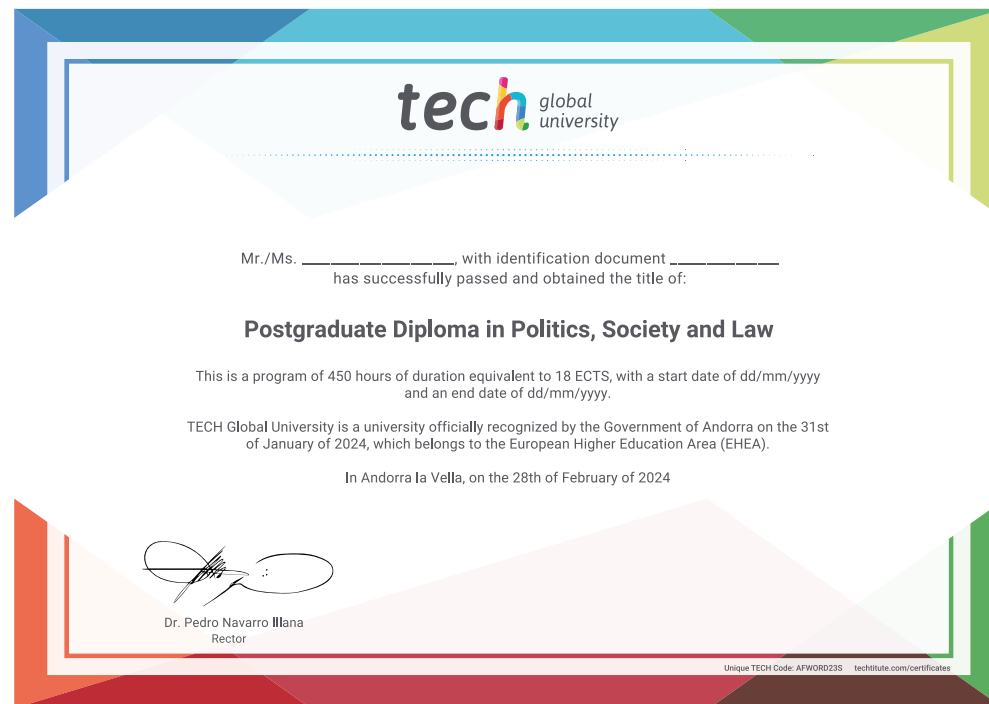 tech global
university
Mr./Ms. ____________________, with identification document ______________
has successfully passed and obtained the title of:
Postgraduate Diploma in Politics, Society and Law
This is a program of 450 hours of duration equivalent to 18 ECTS, with a start date of dd/mm/yyyy
and an end date of dd/mm/yyyy.
TECH Global University is a university officially recognized by the Government of Andorra on the 31st
of January of 2024, which belongs to the European Higher Education Area (EHEA).
In Andorra la Vella, on the 28th of February of 2024
Dr. Pedro Navarro Illana
Rector
Unique TECH Code: AFWORD23S techtitute.com/certificates